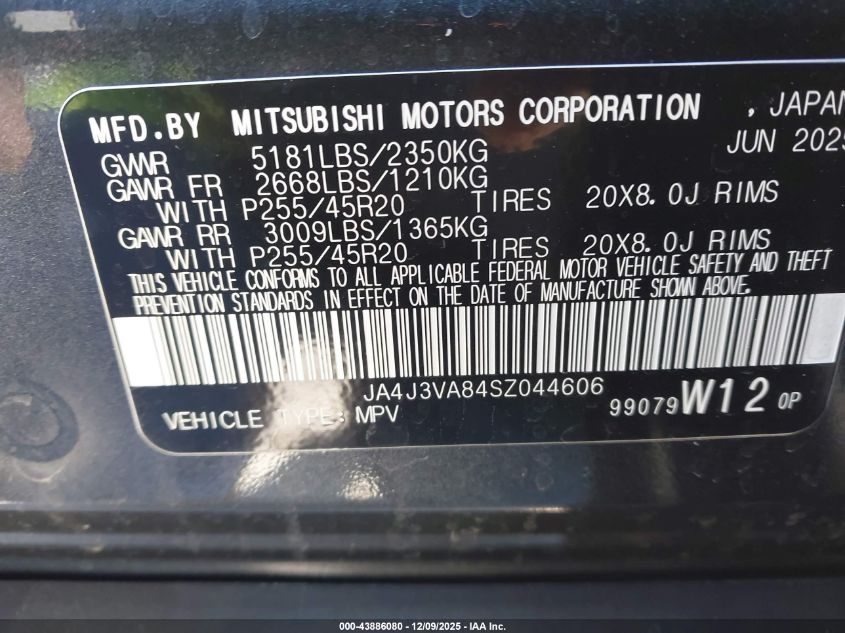 MFD.BY MITSUBISHI MOTORS CORPORATION , JAPAN
JUN 2025
GVWR 5181LBS/2350KG
GAWR FR 2668LBS/1210KG
WITH P255/45R20 TIRES 20X8.0J RIMS
GAWR RR 3009LBS/1365KG
WITH P255/45R20 TIRES 20X8.0J RIMS
THIS VEHICLE CONFORMS TO ALL APPLICABLE FEDERAL MOTOR VEHICLE SAFETY AND THEFT
PREVENTION STANDARDS IN EFFECT ON THE DATE OF MANUFACTURE SHOWN ABOVE.
JA4J3VA84SZ044606
VEHICLE TYPE: MPV 99079 W12 0P
000-43886080 - 12/09/2025 - IAA Inc.